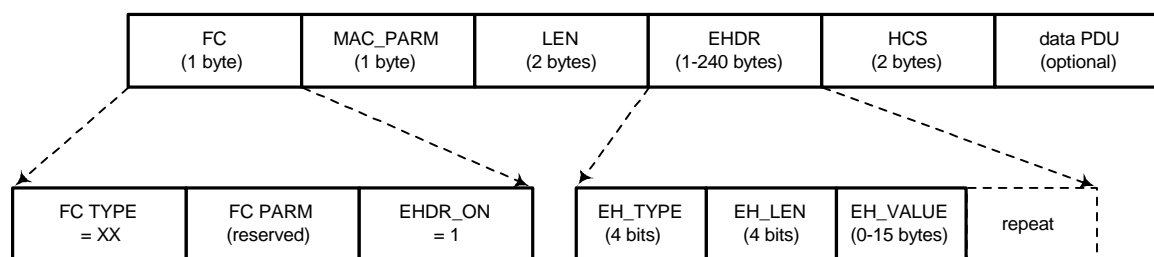 FC
(1 byte)
MAC_PARM
(1 byte)
LEN
(2 bytes)
EHDR
(1-240 bytes)
HCS
(2 bytes)
data PDU
(optional)
FC TYPE
= XX
FC PARM
(reserved)
EHDR_ON
= 1
EH_TYPE
(4 bits)
EH_LEN
(4 bits)
EH_VALUE
(0-15 bytes)
repeat